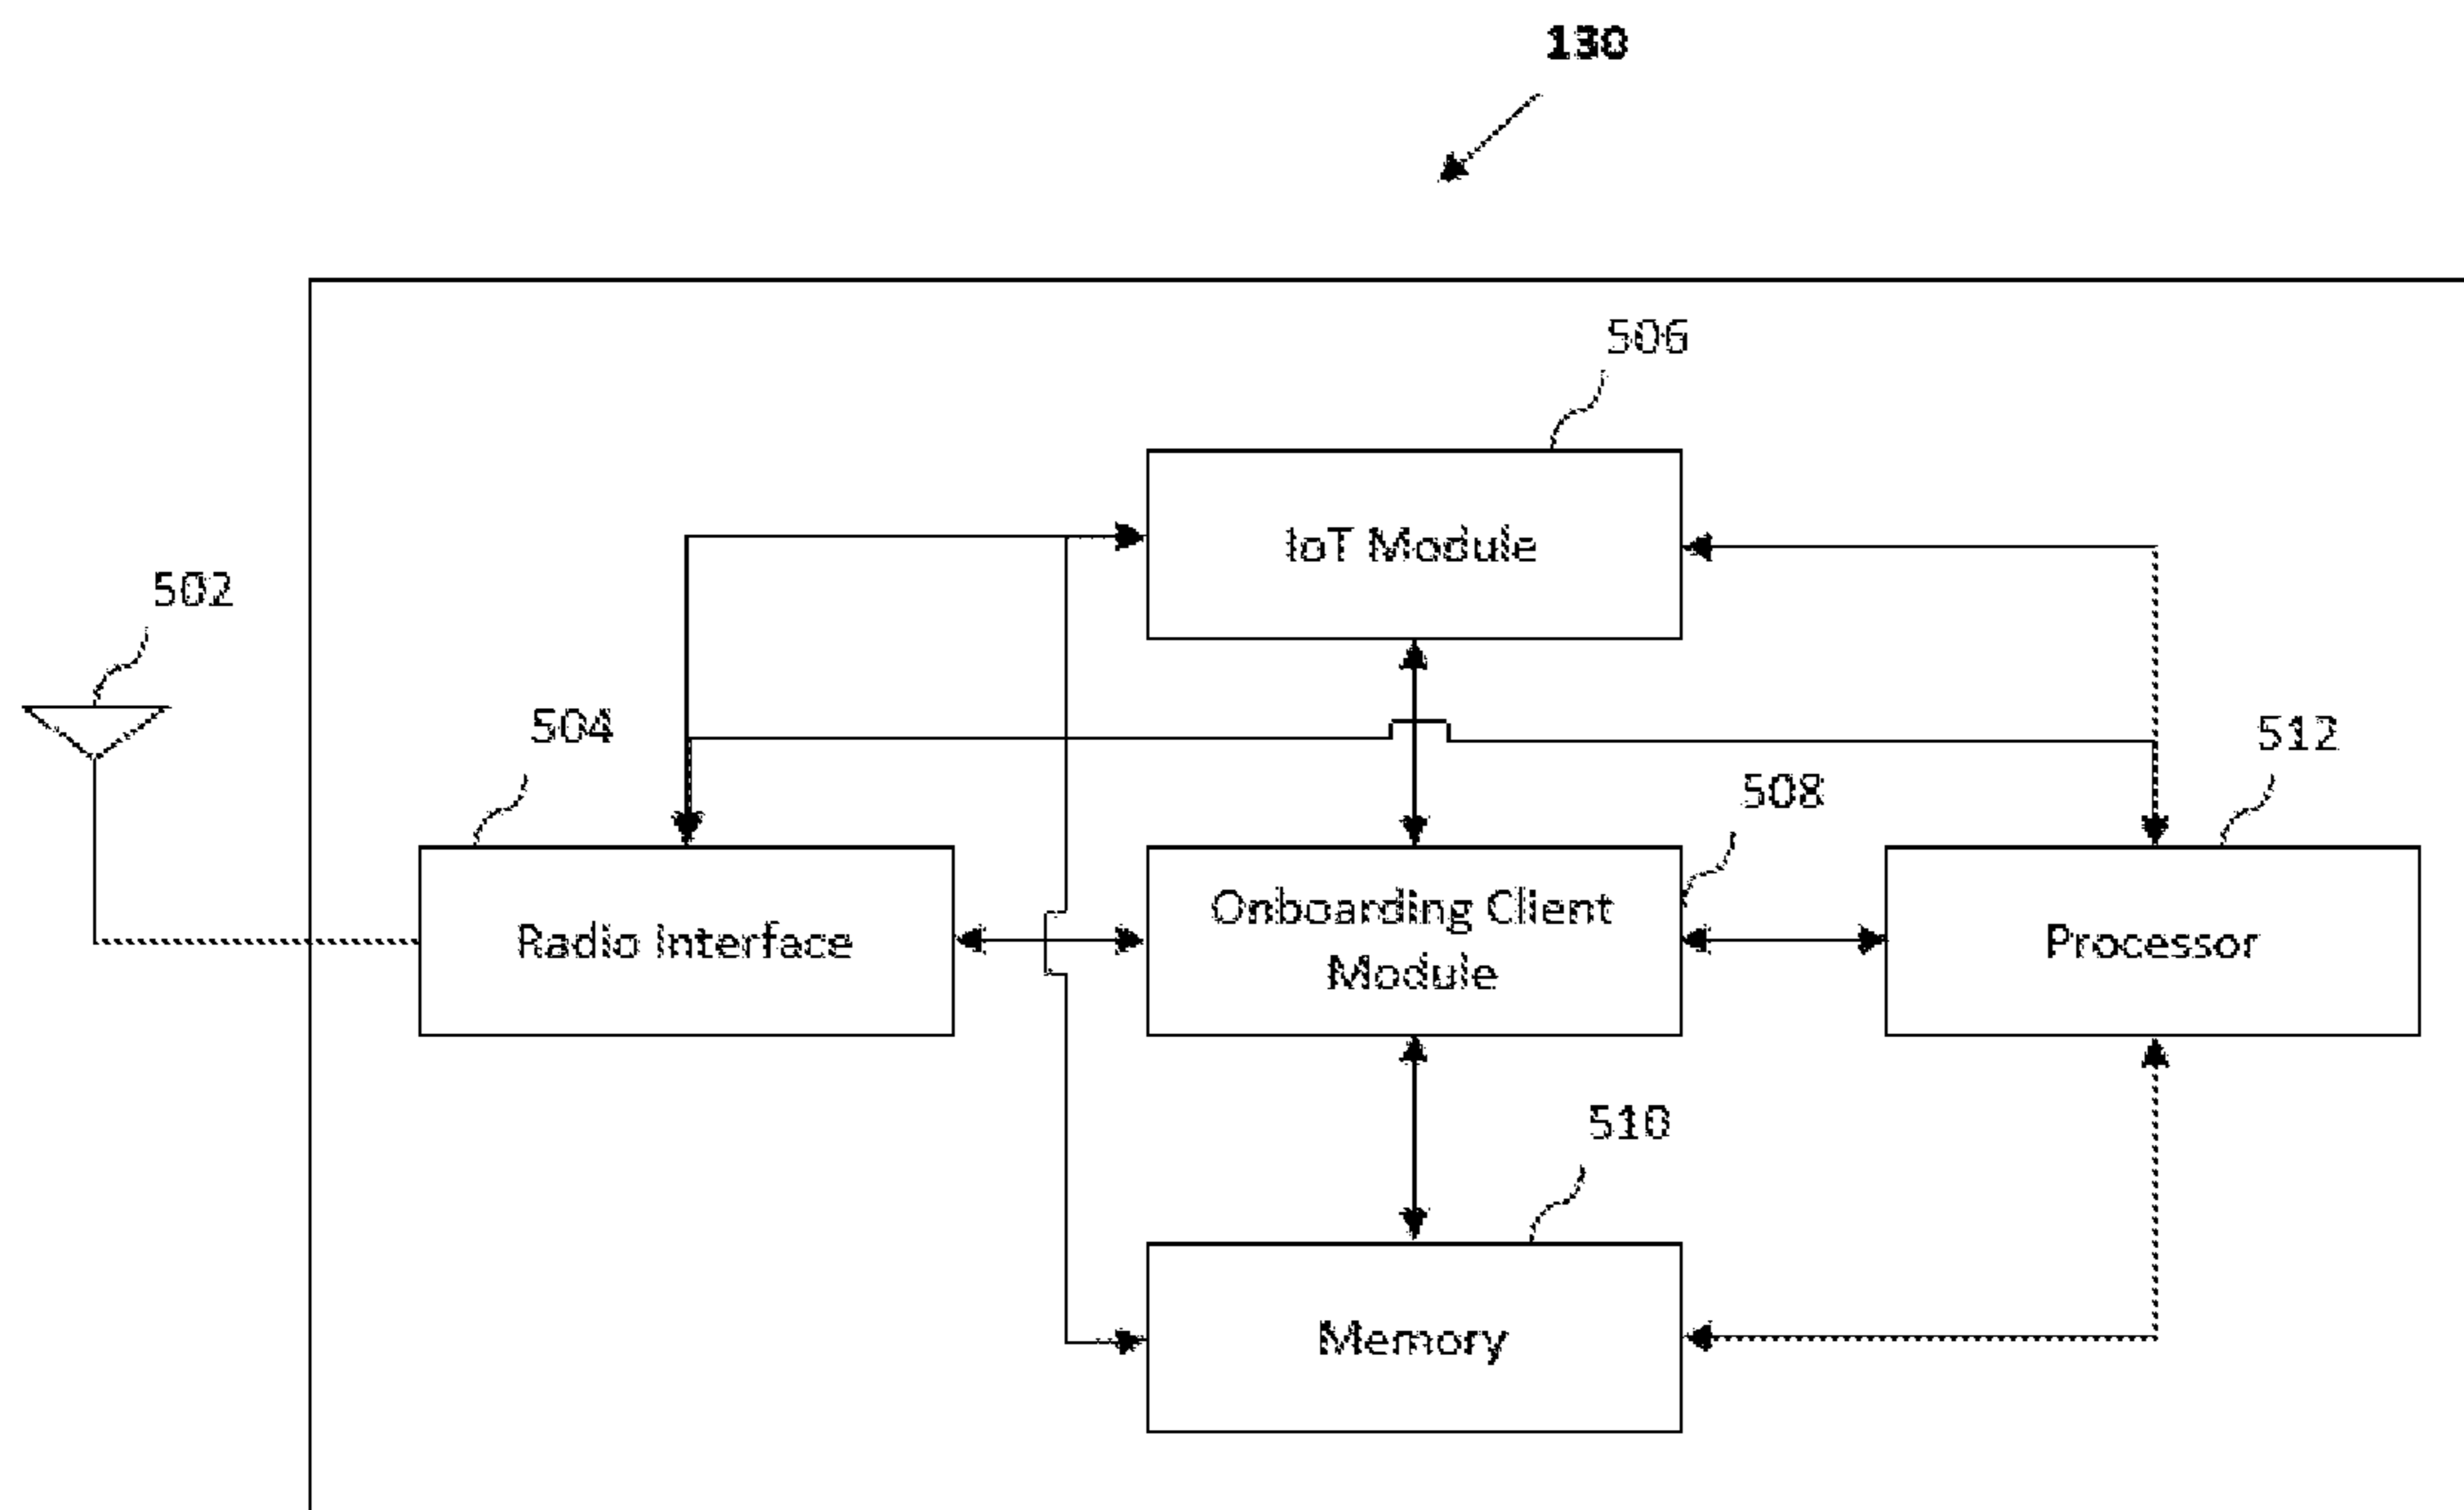 130
506
IoT Module
502
504
512
508
Radio Interface
Onboarding Client
Module
Processor
510
Memory